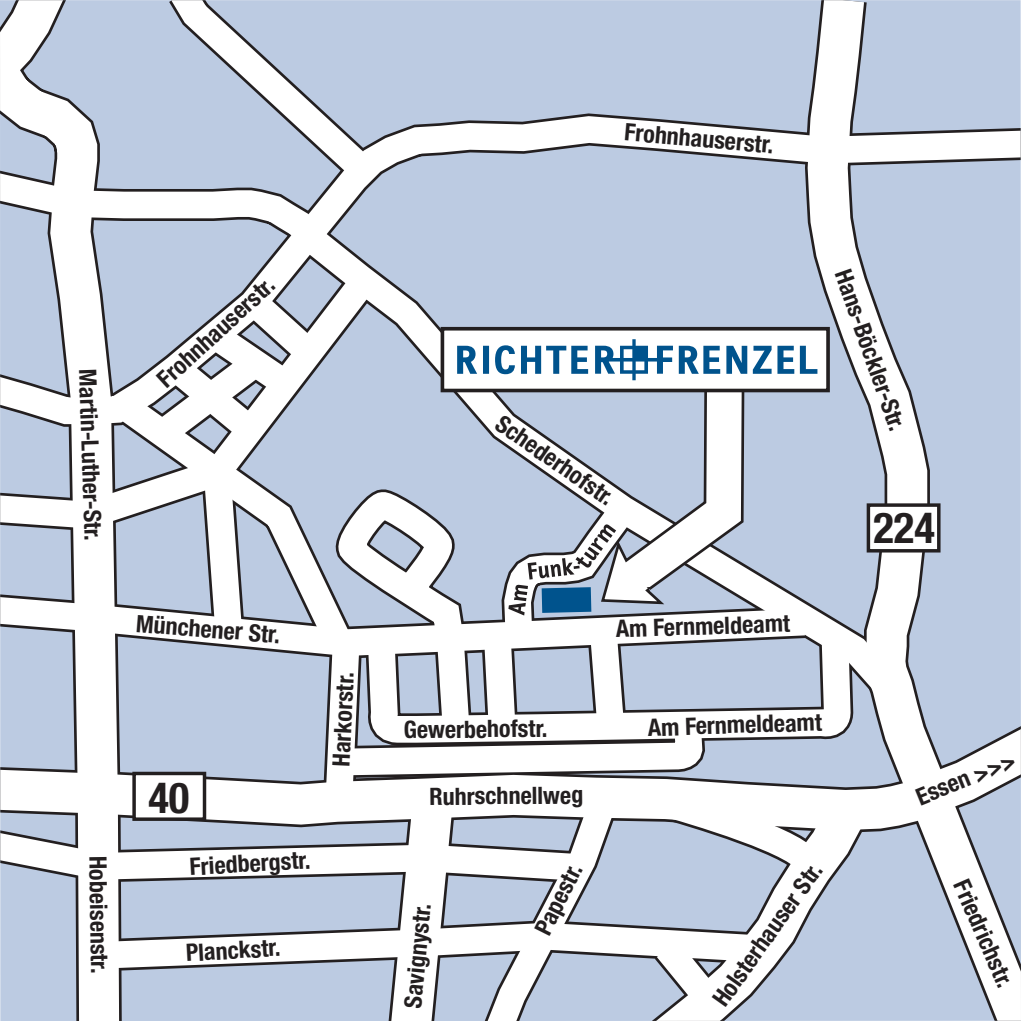 Frohnhauserstr.
Frohnhauserstr.
Hans-Böckler-Str.
RICHTER FRENZEL
Martin-Luther-Str.
Schederhofstr.
224
Am Funk-turm
Münchener Str.
Am Fernmeldeamt
Harkorstr.
Gewerbehofstr.
Am Fernmeldeamt
Essen >>>
40
Ruhrschnellweg
Hobeisenstr.
Friedbergstr.
Papestr.
Holsterhauser Str.
Friedrichstr.
Savignystr.
Planckstr.